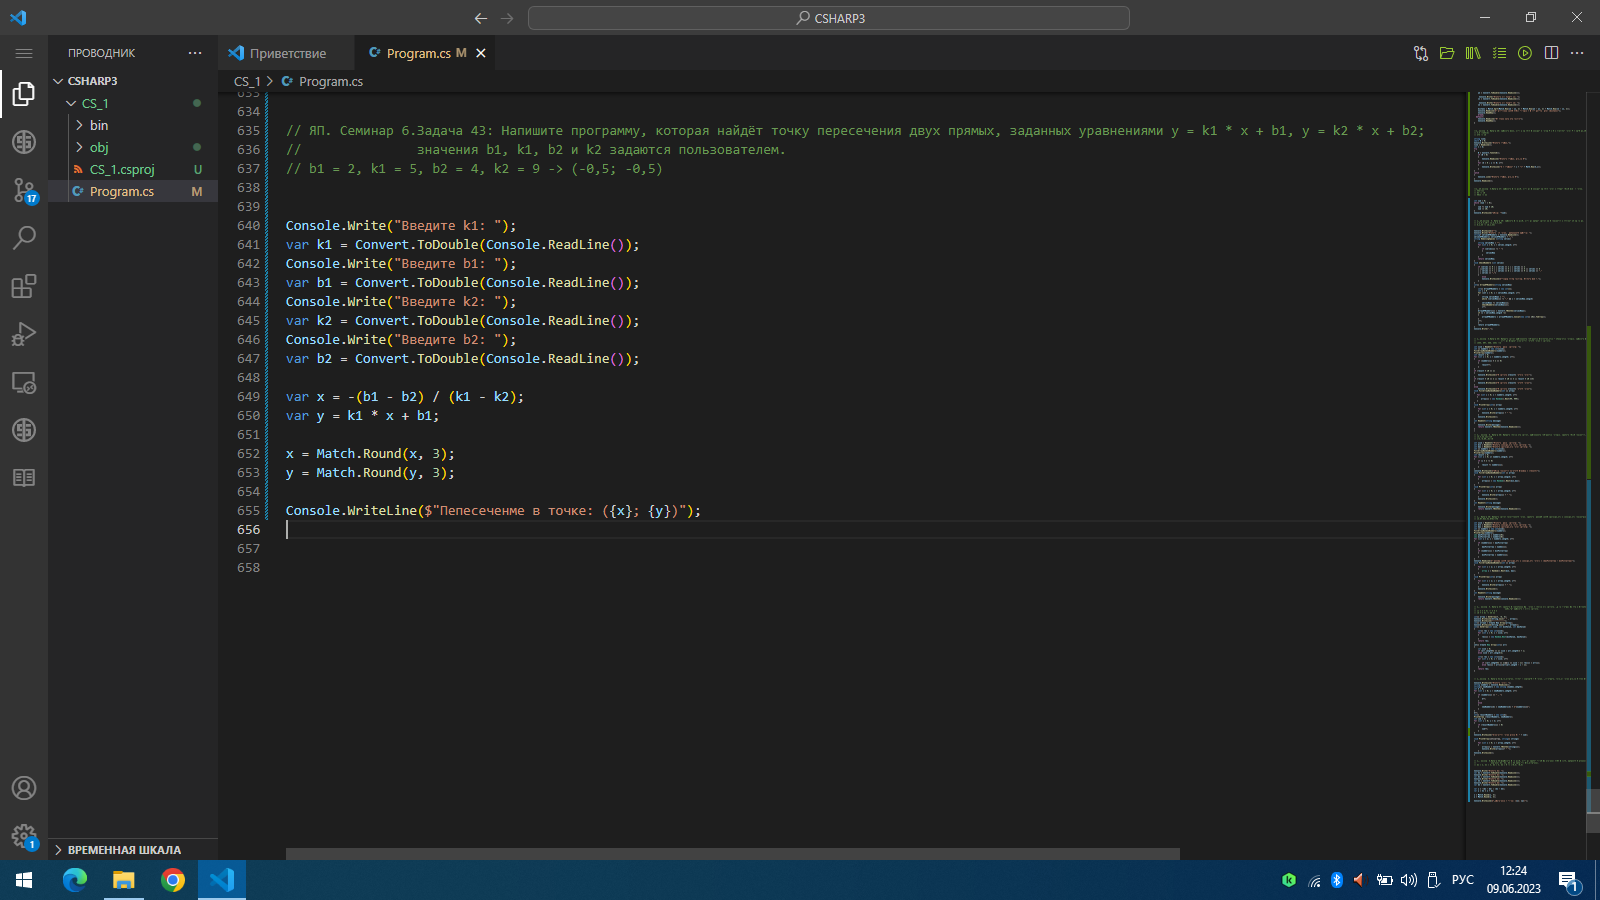 CSHARP3
ПРОВОДНИК
Приветствие
Program.cs M
CSHARP3
CS_1
bin
obj
CS_1.csproj U
Program.cs M
CS_1 > Program.cs
633
634
635 // ЯП. Семинар 6.Задача 43: Напишите программу, которая найдёт точку пересечения двух прямых, заданных уравнениями y = k1 * x + b1, y = k2 * x + b2;
636 // значения b1, k1, b2 и k2 задаются пользователем.
637 // b1 = 2, k1 = 5, b2 = 4, k2 = 9 -> (-0,5; -0,5)
638
639
640 Console.Write("Введите k1: ");
641 var k1 = Convert.ToDouble(Console.ReadLine());
642 Console.Write("Введите b1: ");
643 var b1 = Convert.ToDouble(Console.ReadLine());
644 Console.Write("Введите k2: ");
645 var k2 = Convert.ToDouble(Console.ReadLine());
646 Console.Write("Введите b2: ");
647 var b2 = Convert.ToDouble(Console.ReadLine());
648
649 var x = -(b1 - b2) / (k1 - k2);
650 var y = k1 * x + b1;
651
652 x = Match.Round(x, 3);
653 y = Match.Round(y, 3);
654
655 Console.WriteLine($"Пепесеченме в точке: ({x}; {y})");
656
657
658
17
1
ВРЕМЕННАЯ ШКАЛА
РУС
12:24
09.06.2023
1